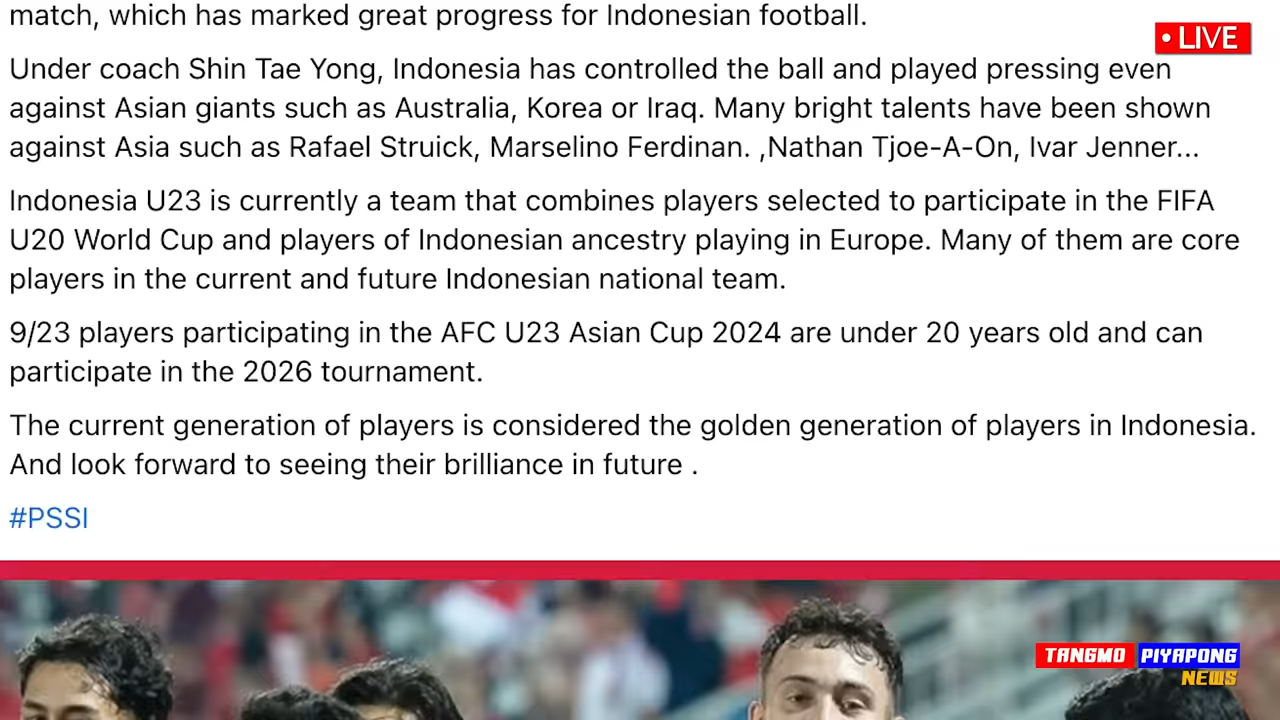 match, which has marked great progress for Indonesian football.
• LIVE
Under coach Shin Tae Yong, Indonesia has controlled the ball and played pressing even
against Asian giants such as Australia, Korea or Iraq. Many bright talents have been shown
against Asia such as Rafael Struick, Marselino Ferdinan. ,Nathan Tjoe-A-On, Ivar Jenner...
Indonesia U23 is currently a team that combines players selected to participate in the FIFA
U20 World Cup and players of Indonesian ancestry playing in Europe. Many of them are core
players in the current and future Indonesian national team.
9/23 players participating in the AFC U23 Asian Cup 2024 are under 20 years old and can
participate in the 2026 tournament.
The current generation of players is considered the golden generation of players in Indonesia.
And look forward to seeing their brilliance in future .
#PSSI
TANGMO PIYAPONG
NEWS